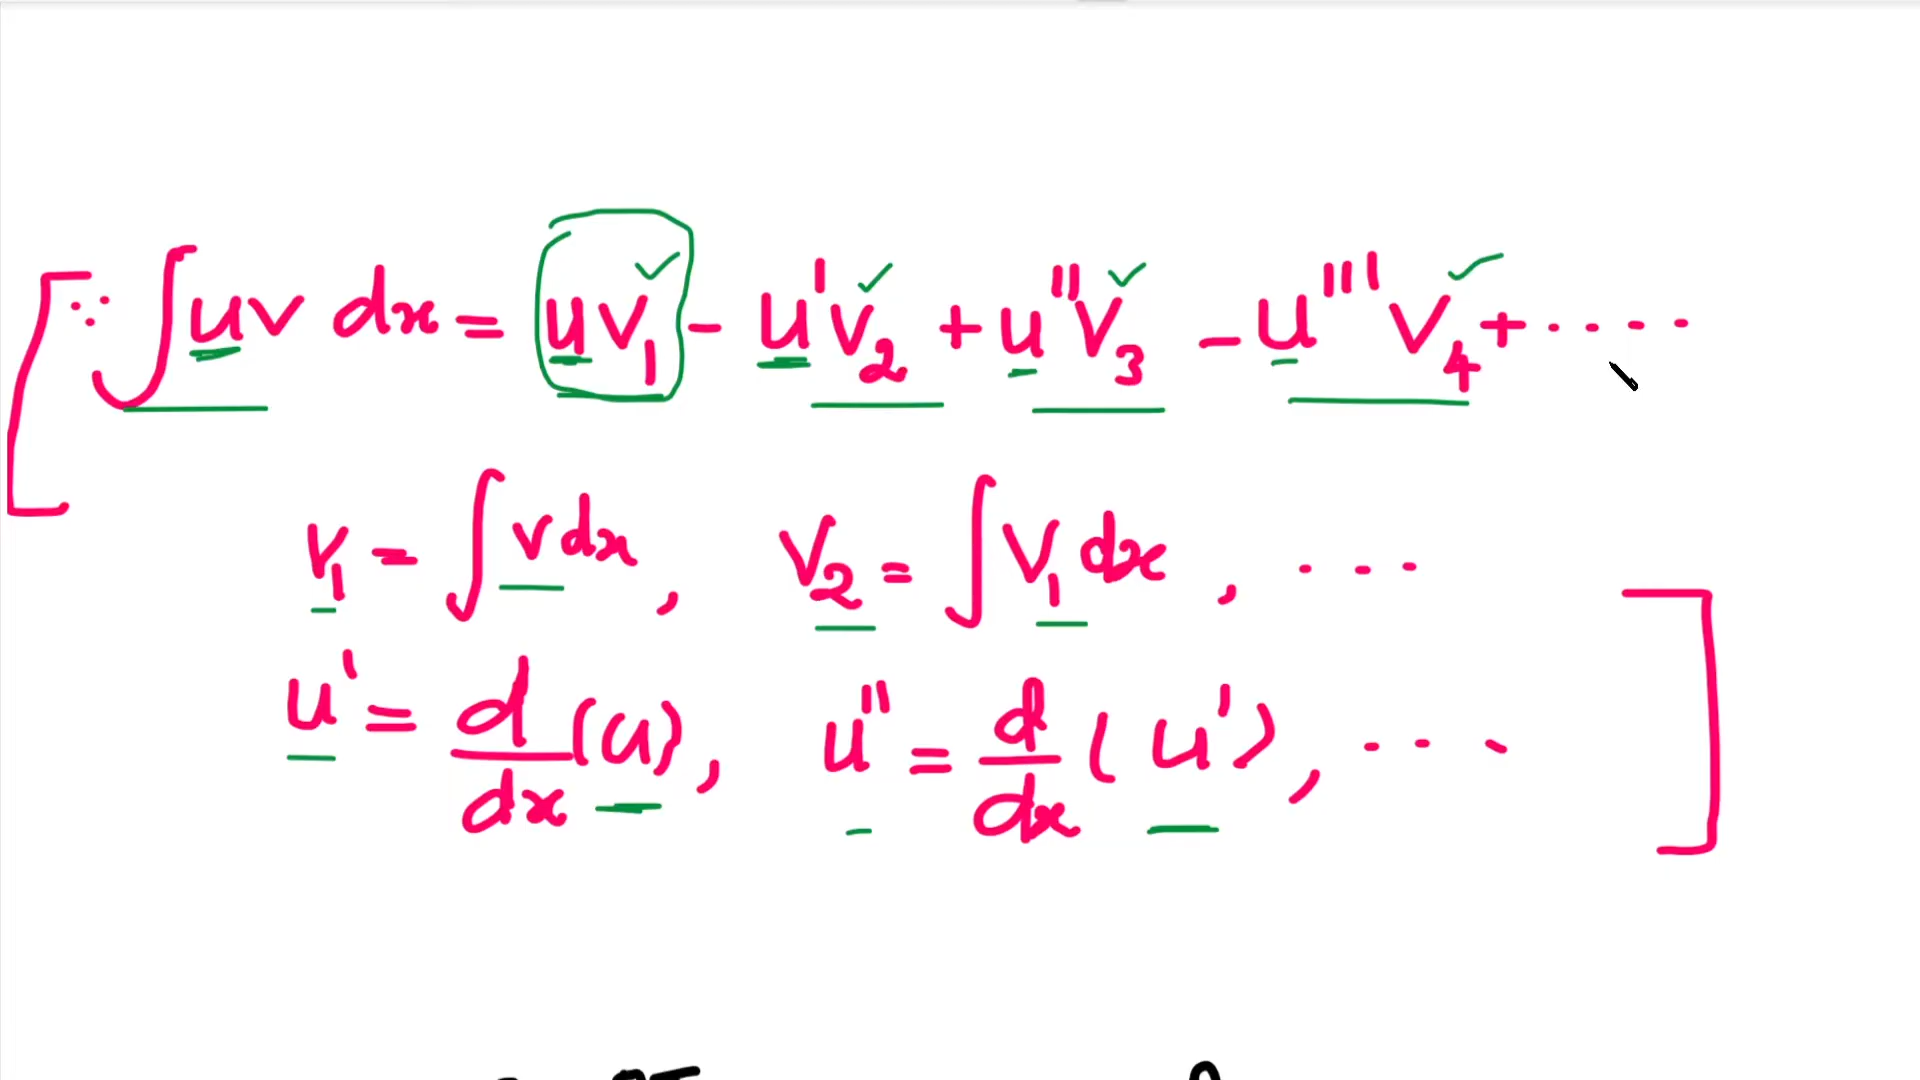 [∵ ∫uv dx = uv₁ - u'v₂ + u''v₃ - u'''v₄ + ....
v₁ = ∫v dx, v₂ = ∫v₁ dx, ...
u' = d/dx (u), u'' = d/dx (u'), ... ]